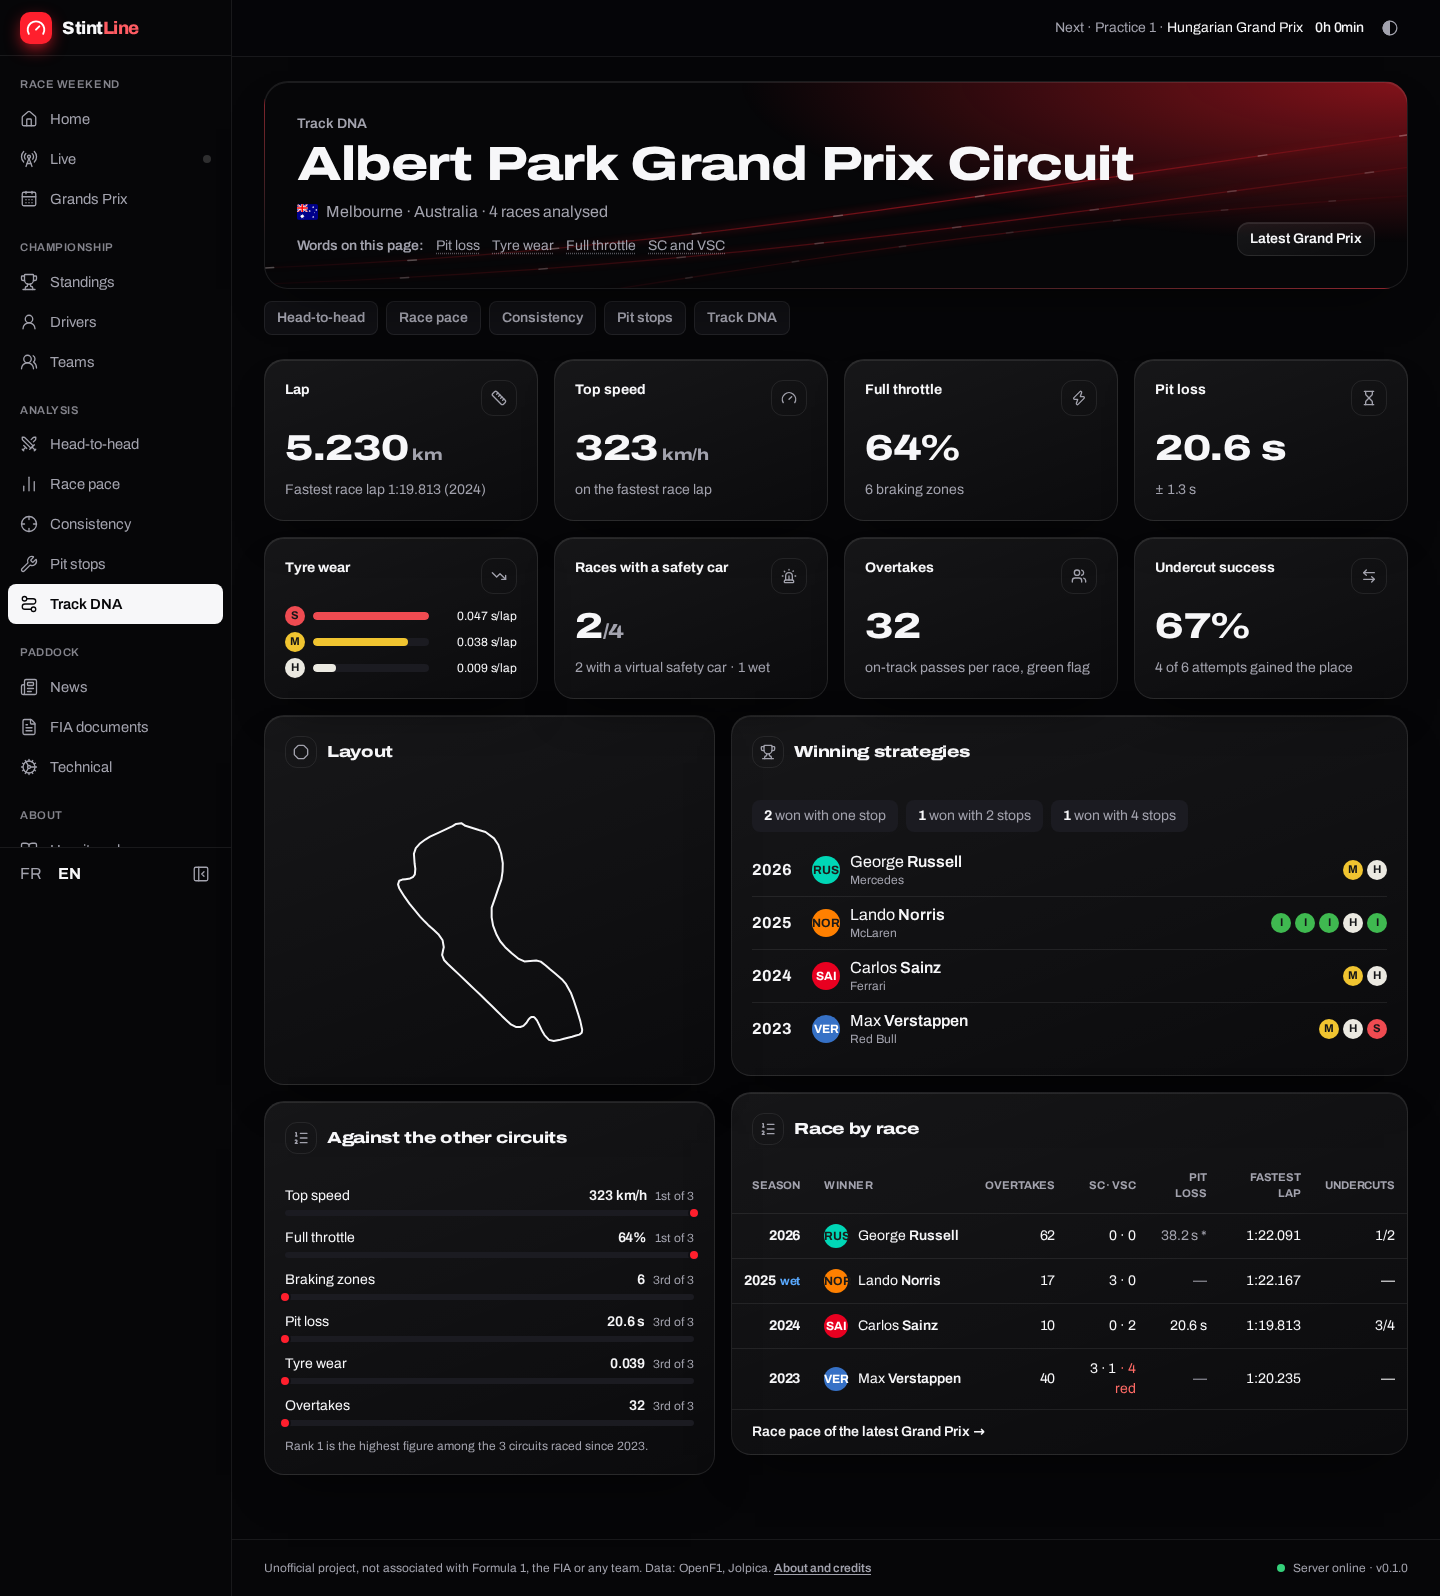 StintLine
Next · Practice 1 · Hungarian Grand Prix 0h 0min
RACE WEEKEND
Home
Live
Grands Prix
CHAMPIONSHIP
Standings
Drivers
Teams
ANALYSIS
Head-to-head
Race pace
Consistency
Pit stops
Track DNA
PADDOCK
News
FIA documents
Technical
ABOUT
FR EN
Track DNA
Albert Park Grand Prix Circuit
Melbourne · Australia · 4 races analysed
Words on this page: Pit loss Tyre wear Full throttle SC and VSC
Latest Grand Prix
Head-to-head Race pace Consistency Pit stops Track DNA
Lap
5.230 km
Fastest race lap 1:19.813 (2024)
Top speed
323 km/h
on the fastest race lap
Full throttle
64%
6 braking zones
Pit loss
20.6 s
± 1.3 s
Tyre wear
S 0.047 s/lap
M 0.038 s/lap
H 0.009 s/lap
Races with a safety car
2/4
2 with a virtual safety car · 1 wet
Overtakes
32
on-track passes per race, green flag
Undercut success
67%
4 of 6 attempts gained the place
Layout
Winning strategies
2 won with one stop 1 won with 2 stops 1 won with 4 stops
2026 RUS George Russell M H
Mercedes
2025 NOR Lando Norris I I I H I
McLaren
2024 SAI Carlos Sainz M H
Ferrari
2023 VER Max Verstappen M H S
Red Bull
Against the other circuits
Top speed 323 km/h 1st of 3
Full throttle 64% 1st of 3
Braking zones 6 3rd of 3
Pit loss 20.6 s 3rd of 3
Tyre wear 0.039 3rd of 3
Overtakes 32 3rd of 3
Rank 1 is the highest figure among the 3 circuits raced since 2023.
Race by race
SEASON WINNER OVERTAKES SC · VSC PIT LOSS FASTEST LAP UNDERCUTS
2026 RUS George Russell 62 0 · 0 38.2 s * 1:22.091 1/2
2025 wet NOR Lando Norris 17 3 · 0 — 1:22.167 —
2024 SAI Carlos Sainz 10 0 · 2 20.6 s 1:19.813 3/4
2023 VER Max Verstappen 40 3 · 1 · 4 red — 1:20.235 —
Race pace of the latest Grand Prix →
Unofficial project, not associated with Formula 1, the FIA or any team. Data: OpenF1, Jolpica. About and credits
Server online · v0.1.0